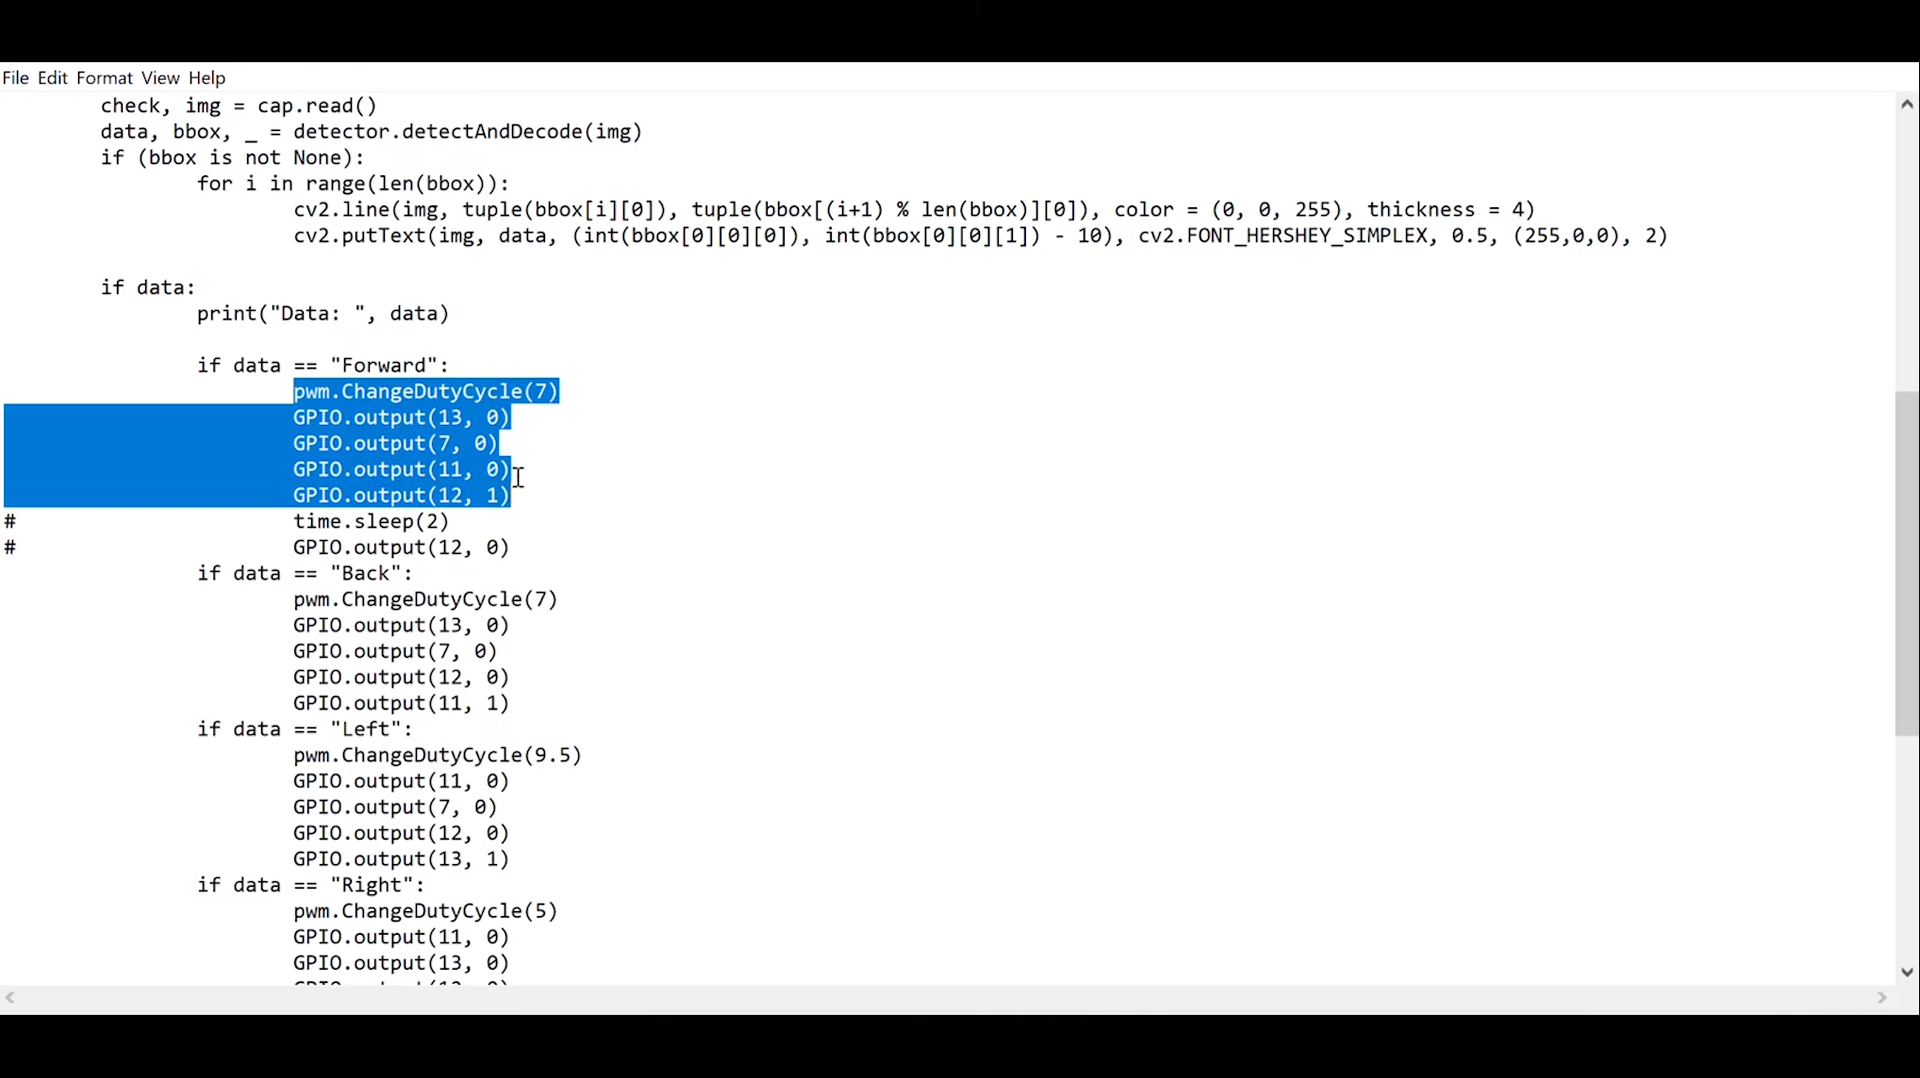 File Edit Format View Help
check, img = cap.read()
data, bbox, _ = detector.detectAndDecode(img)
if (bbox is not None):
for i in range(len(bbox)):
cv2.line(img, tuple(bbox[i][0]), tuple(bbox[(i+1) % len(bbox)][0]), color = (0, 0, 255), thickness = 4)
cv2.putText(img, data, (int(bbox[0][0][0]), int(bbox[0][0][1]) - 10), cv2.FONT_HERSHEY_SIMPLEX, 0.5, (255,0,0), 2)
if data:
print("Data: ", data)
if data == "Forward":
pwm.ChangeDutyCycle(7)
GPIO.output(13, 0)
GPIO.output(7, 0)
GPIO.output(11, 0)
GPIO.output(12, 1)
# time.sleep(2)
# GPIO.output(12, 0)
if data == "Back":
pwm.ChangeDutyCycle(7)
GPIO.output(13, 0)
GPIO.output(7, 0)
GPIO.output(12, 0)
GPIO.output(11, 1)
if data == "Left":
pwm.ChangeDutyCycle(9.5)
GPIO.output(11, 0)
GPIO.output(7, 0)
GPIO.output(12, 0)
GPIO.output(13, 1)
if data == "Right":
pwm.ChangeDutyCycle(5)
GPIO.output(11, 0)
GPIO.output(13, 0)